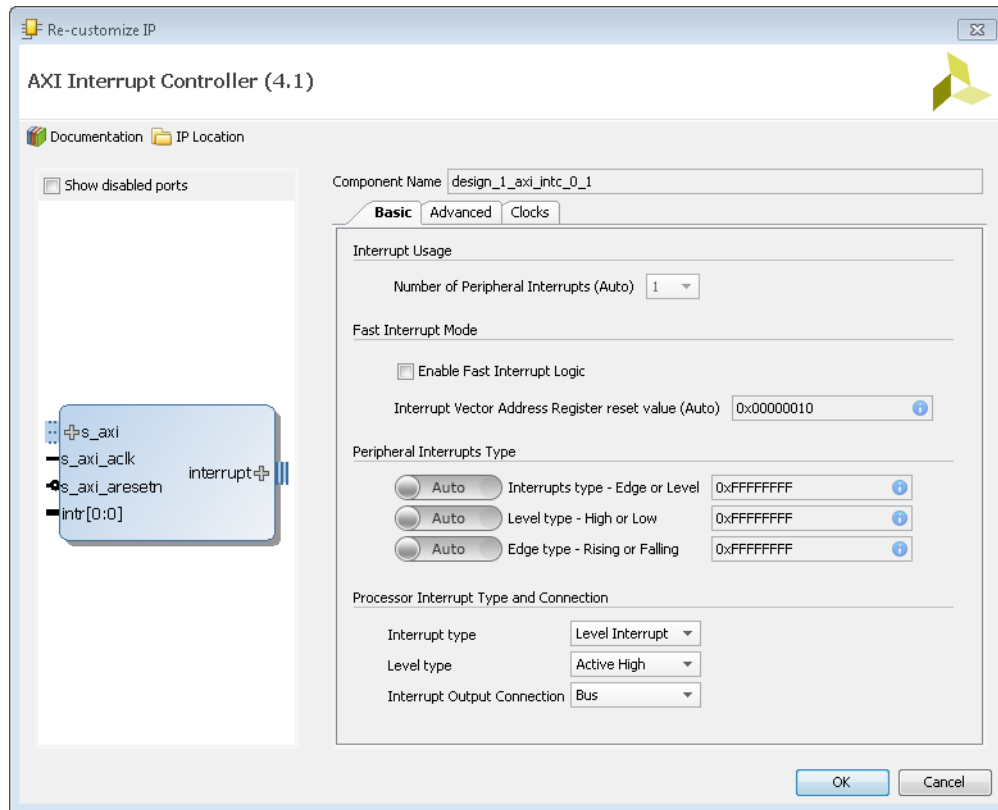 Re-customize IP
AXI Interrupt Controller (4.1)
Documentation IP Location
Show disabled ports
s_axi
s_axi_aclk
s_axi_aresetn
intr[0:0]
interrupt
Component Name design_1_axi_intc_0_1
Basic Advanced Clocks
Interrupt Usage
Number of Peripheral Interrupts (Auto) 1
Fast Interrupt Mode
Enable Fast Interrupt Logic
Interrupt Vector Address Register reset value (Auto) 0x00000010
Peripheral Interrupts Type
Auto Interrupts type - Edge or Level 0xFFFFFFFF
Auto Level type - High or Low 0xFFFFFFFF
Auto Edge type - Rising or Falling 0xFFFFFFFF
Processor Interrupt Type and Connection
Interrupt type Level Interrupt
Level type Active High
Interrupt Output Connection Bus
OK Cancel